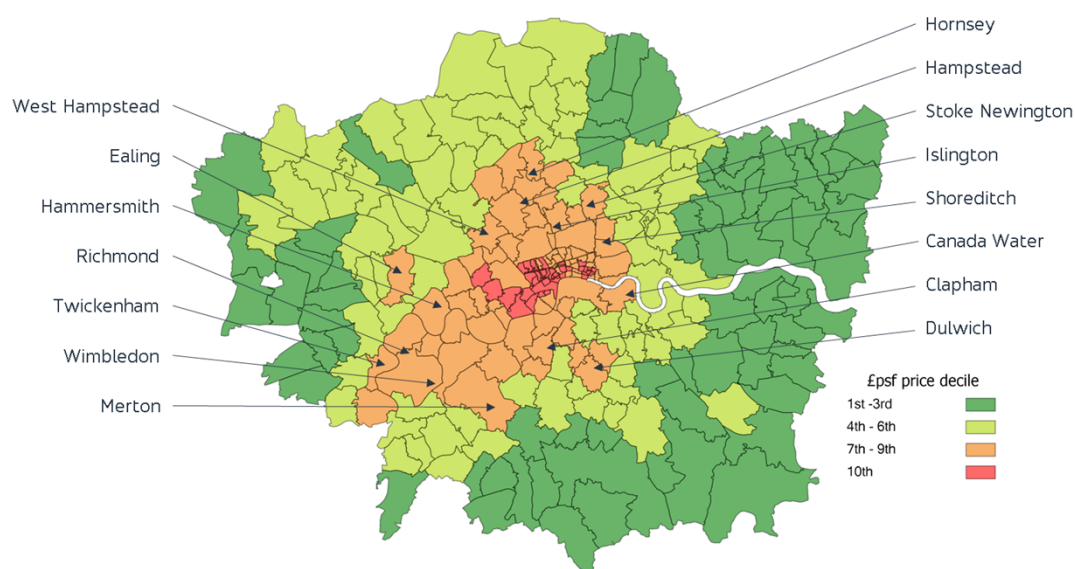 West Hampstead
Ealing
Hammersmith
Richmond
Twickenham
Wimbledon
Merton
Hornsey
Hampstead
Stoke Newington
Islington
Shoreditch
Canada Water
Clapham
Dulwich
£psf price decile
1st -3rd
4th - 6th
7th - 9th
10th